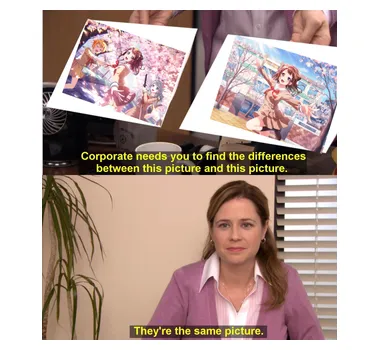 Corporate needs you to find the differences
between this picture and this picture.
They're the same picture.